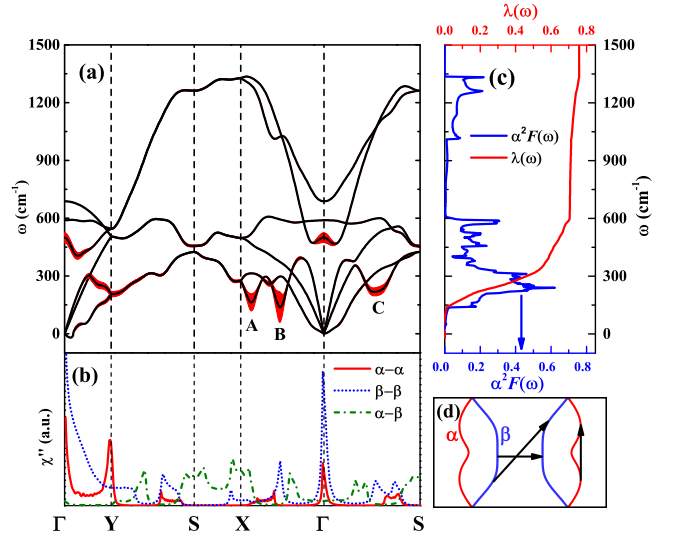 λ(ω)
0.0 0.2 0.4 0.6 0.8
1500
1200
900
600
300
0
ω (cm⁻¹)
(a)
A
B
C
(c)
α²F(ω)
λ(ω)
1500
1200
900
600
300
0
ω (cm⁻¹)
0.0 0.2 0.4 0.6 0.8
α²F(ω)
(b)
α−α
β−β
α−β
χ'' (a.u.)
Γ Y S X Γ S
(d)
α
β